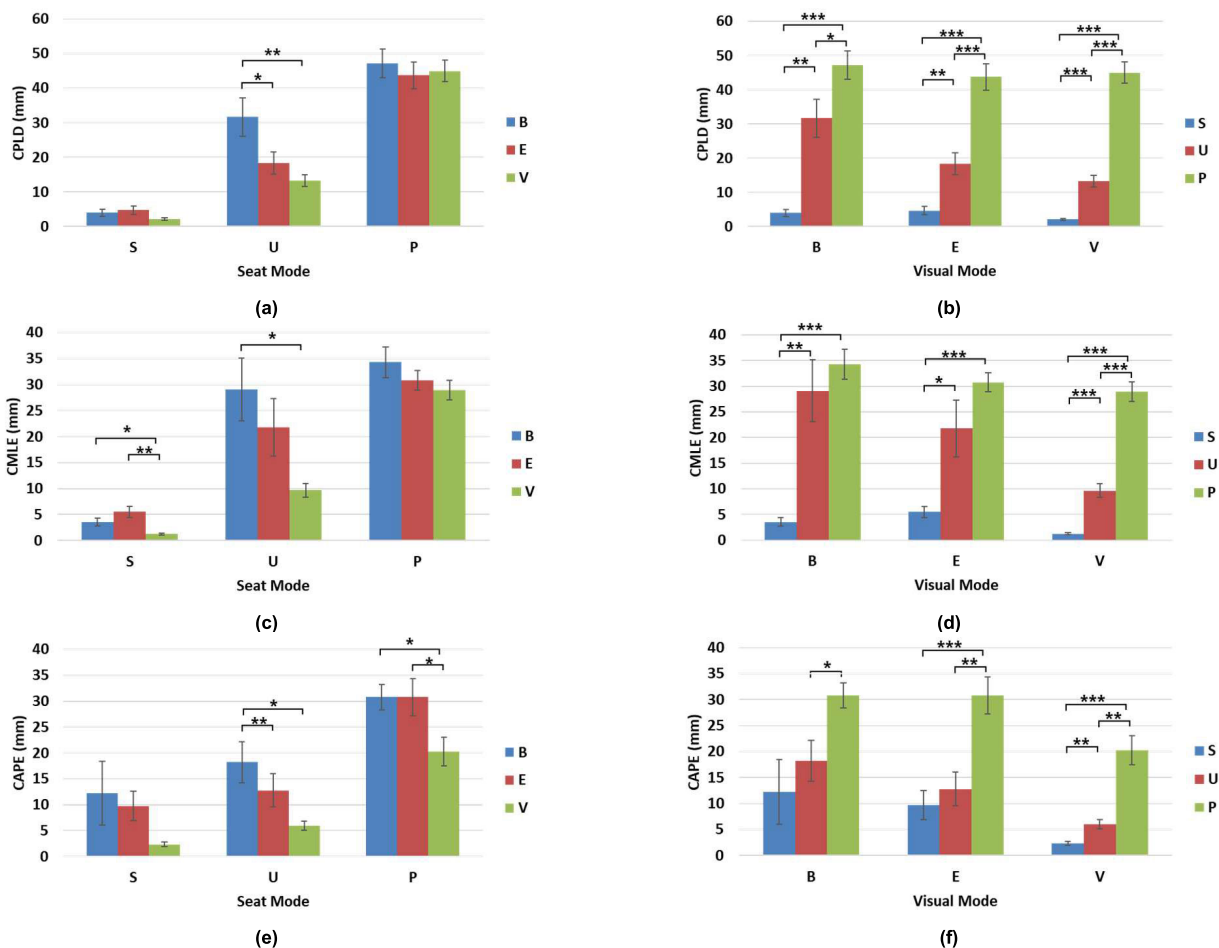 60
50
40
30
20
10
0
CPLD (mm)
**
*
S
U
P
Seat Mode
B
E
V
(a)
60
50
40
30
20
10
0
CPLD (mm)
***
*
**
***
***
**
***
***
***
B
E
V
Visual Mode
S
U
P
(b)
40
35
30
25
20
15
10
5
0
CMLE (mm)
*
**
*
S
U
P
Seat Mode
B
E
V
(c)
40
35
30
25
20
15
10
5
0
CMLE (mm)
***
**
***
*
***
***
***
B
E
V
Visual Mode
S
U
P
(d)
40
35
30
25
20
15
10
5
0
CAPE (mm)
*
**
*
*
S
U
P
Seat Mode
B
E
V
(e)
40
35
30
25
20
15
10
5
0
CAPE (mm)
*
***
**
***
**
**
B
E
V
Visual Mode
S
U
P
(f)